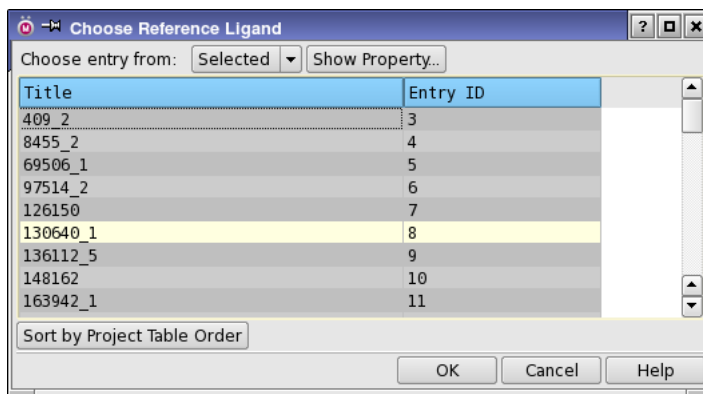 Choose Reference Ligand
Choose entry from: Selected Show Property...
Title Entry ID
409_2 3
8455_2 4
69506_1 5
97514_2 6
126150 7
130640_1 8
136112_5 9
148162 10
163942_1 11
Sort by Project Table Order
OK Cancel Help